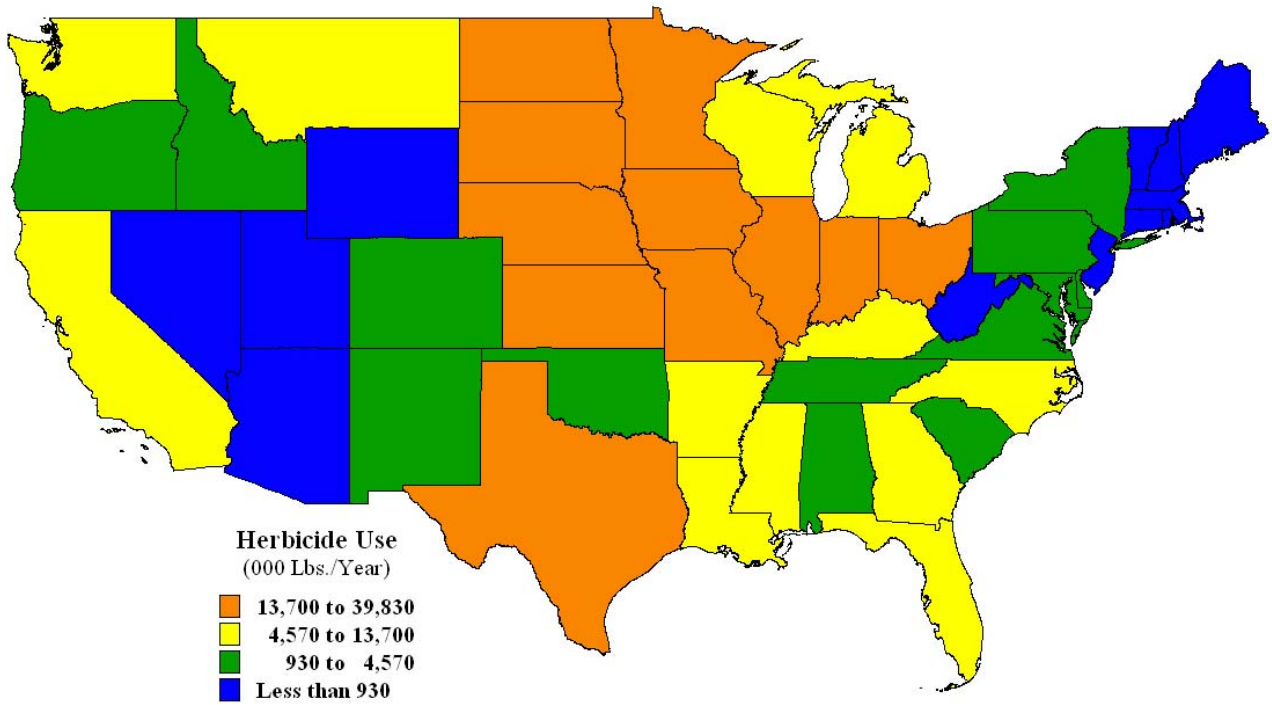 Herbicide Use
(000 Lbs./Year)
13,700 to 39,830
4,570 to 13,700
930 to 4,570
Less than 930